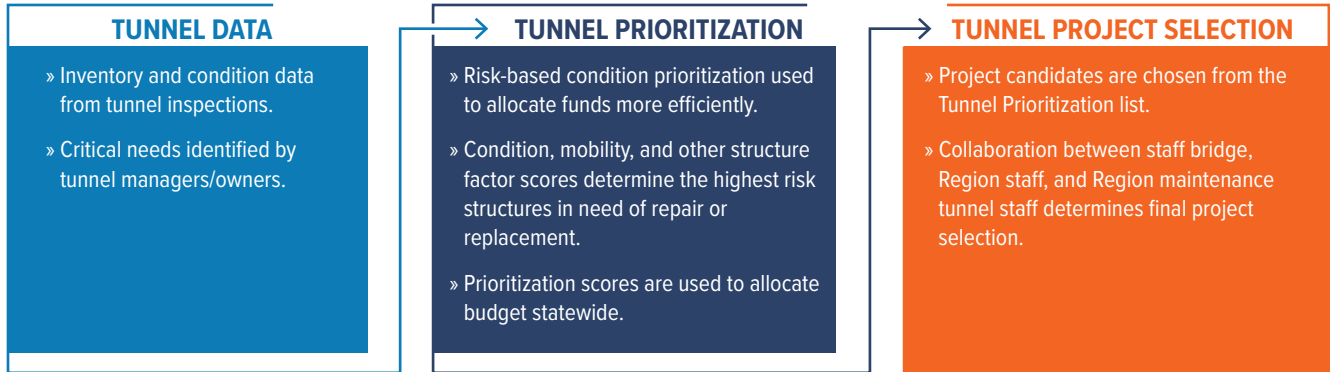 TUNNEL DATA
» Inventory and condition data
from tunnel inspections.
» Critical needs identified by
tunnel managers/owners.
TUNNEL PRIORITIZATION
» Risk-based condition prioritization used
to allocate funds more efficiently.
» Condition, mobility, and other structure
factor scores determine the highest risk
structures in need of repair or
replacement.
» Prioritization scores are used to allocate
budget statewide.
TUNNEL PROJECT SELECTION
» Project candidates are chosen from the
Tunnel Prioritization list.
» Collaboration between staff bridge,
Region staff, and Region maintenance
tunnel staff determines final project
selection.